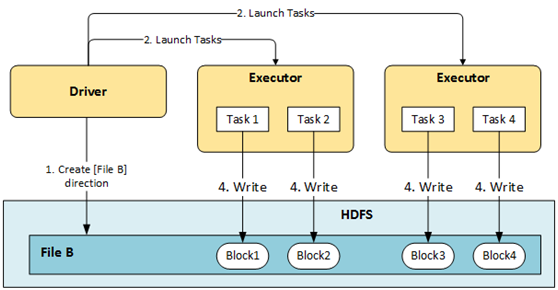 2. Launch Tasks
2. Launch Tasks
Driver
Executor
Executor
Task 1
Task 2
Task 3
Task 4
1. Create [File B]
direction
4. Write
4. Write
4. Write
4. Write
HDFS
File B
Block1
Block2
Block3
Block4